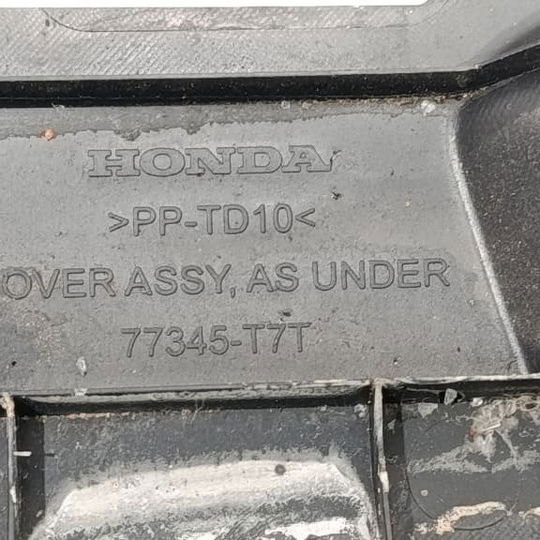 HONDA
>PP-TD10<
OVER ASSY, AS UNDER
77345-T7T